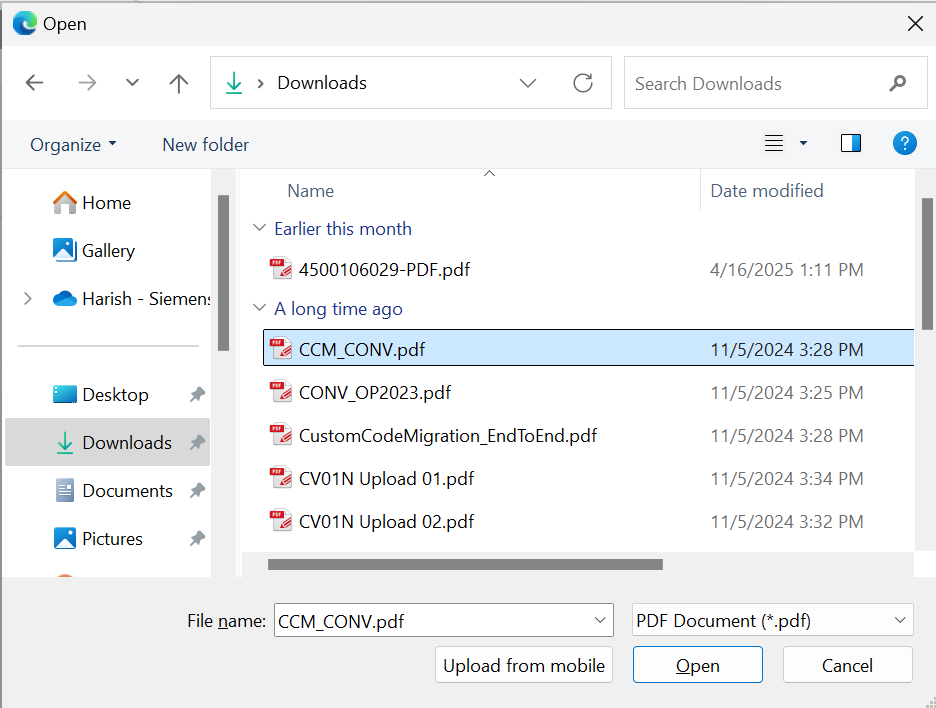 Open
Downloads
Search Downloads
Organize
New folder
Home
Gallery
Harish - Siemens
Desktop
Downloads
Documents
Pictures
Name Date modified
Earlier this month
4500106029-PDF.pdf 4/16/2025 1:11 PM
A long time ago
CCM_CONV.pdf 11/5/2024 3:28 PM
CONV_OP2023.pdf 11/5/2024 3:25 PM
CustomCodeMigration_EndToEnd.pdf 11/5/2024 3:28 PM
CV01N Upload 01.pdf 11/5/2024 3:34 PM
CV01N Upload 02.pdf 11/5/2024 3:32 PM
File name: CCM_CONV.pdf PDF Document (*.pdf)
Upload from mobile Open Cancel